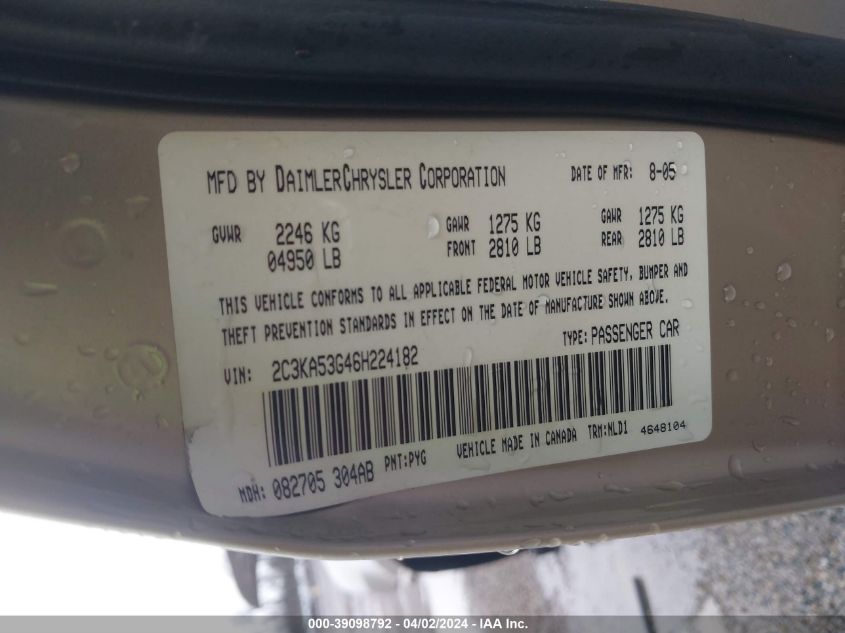 MFD BY DAIMLERCHRYSLER CORPORATION DATE OF MFR: 8-05
GVWR 2246 KG GAWR 1275 KG GAWR 1275 KG
04950 LB FRONT 2810 LB REAR 2810 LB
THIS VEHICLE CONFORMS TO ALL APPLICABLE FEDERAL MOTOR VEHICLE SAFETY, BUMPER AND
THEFT PREVENTION STANDARDS IN EFFECT ON THE DATE OF MANUFACTURE SHOWN ABOVE.
VIN: 2C3KA53G46H224182 TYPE: PASSENGER CAR
MDH: 082705 304AB PNT:PYG VEHICLE MADE IN CANADA TRM:NLD1 4648104
000-39098792 - 04/02/2024 - IAA Inc.